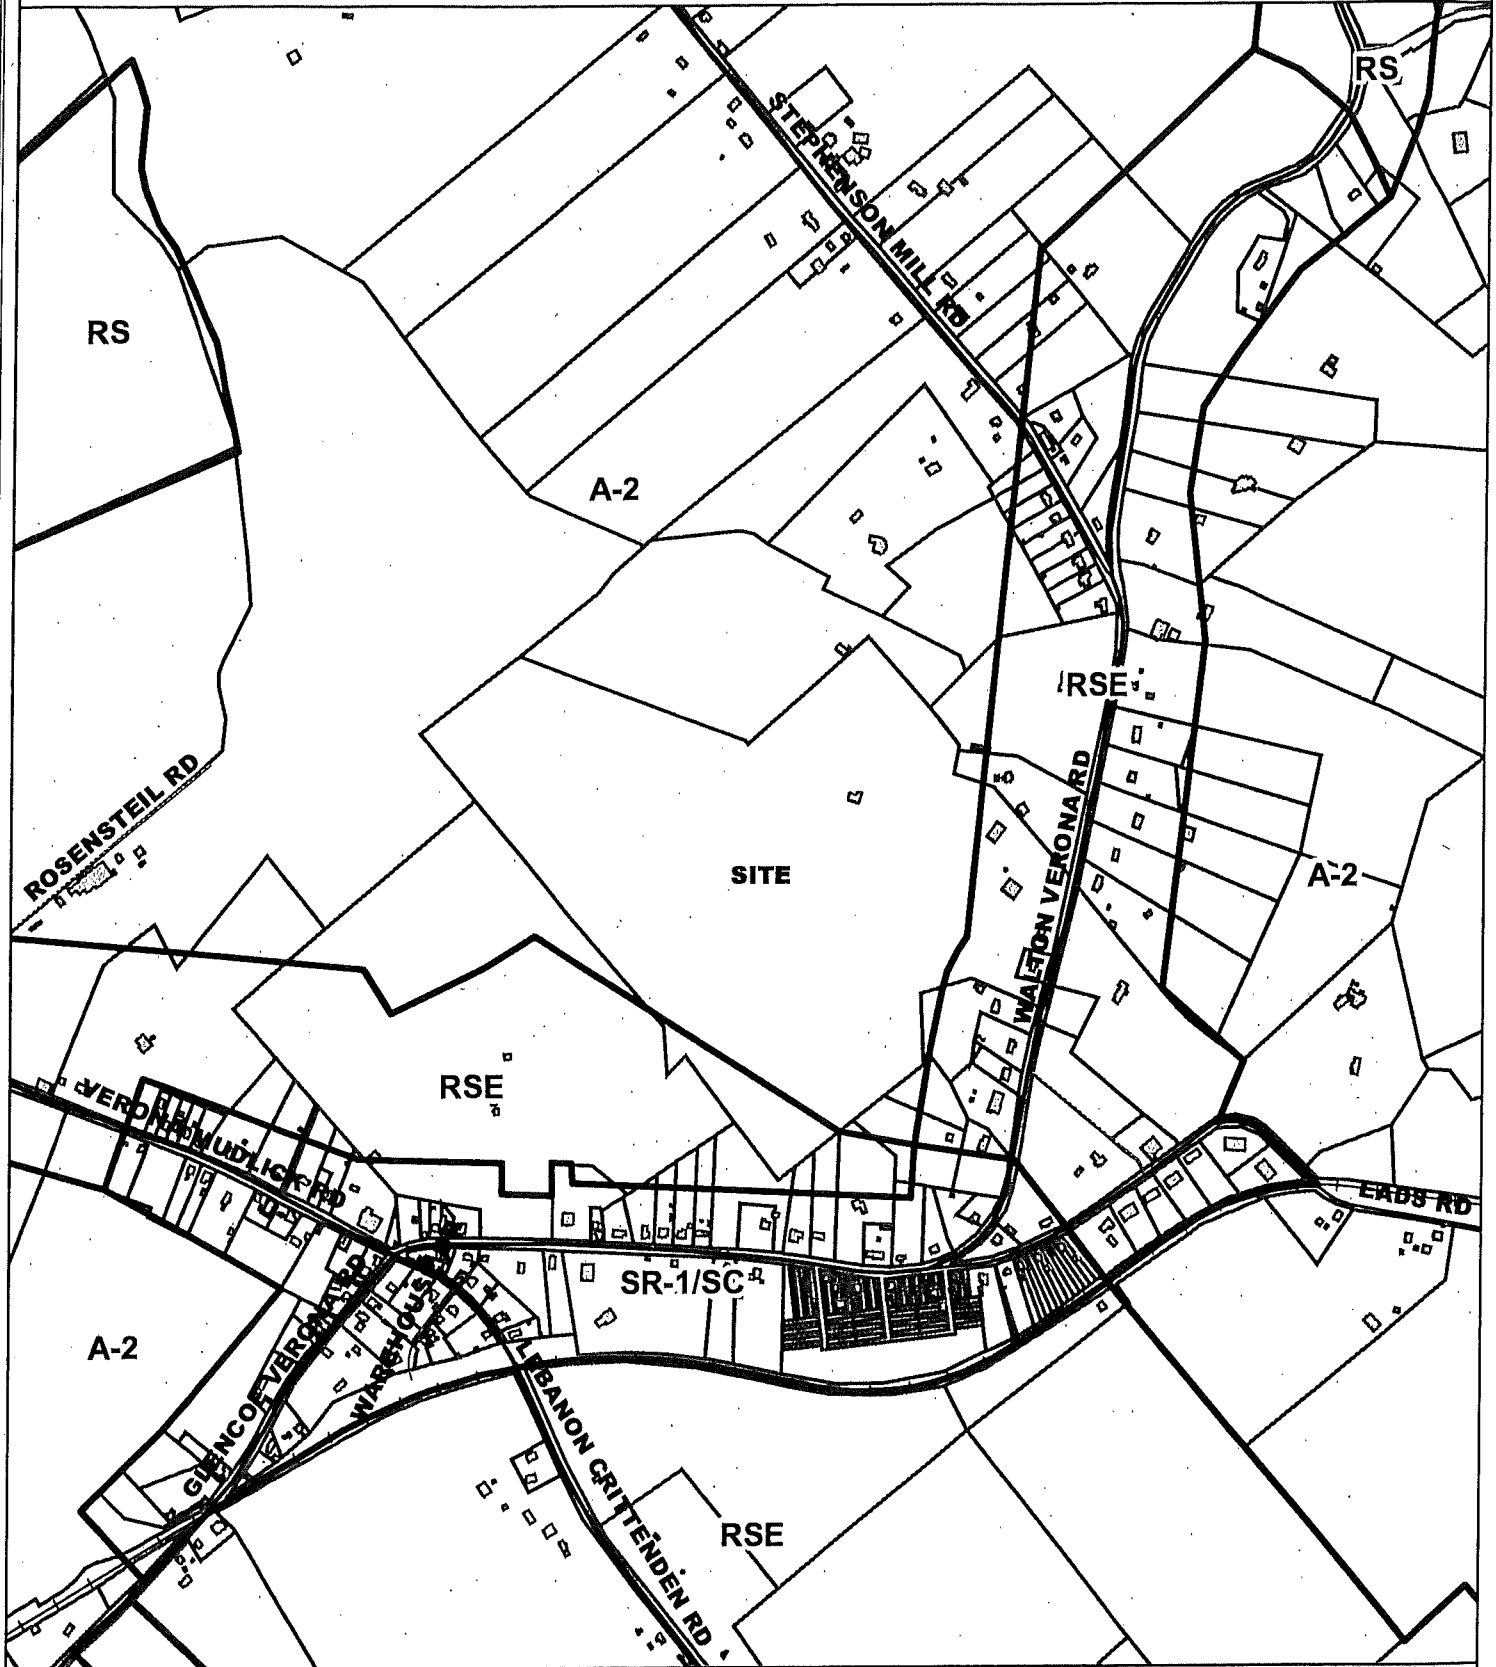 RS
STEPHENSON MILL RD
RS
A-2
RSE
ROSENSTEIL RD
WALTON VERONA RD
SITE
A-2
RSE
VERONA MUDLICK RD
EADS RD
SR-1/SC
A-2
GLENCOE VERONA RD
LEBANON CRITTENDEN RD
RSE